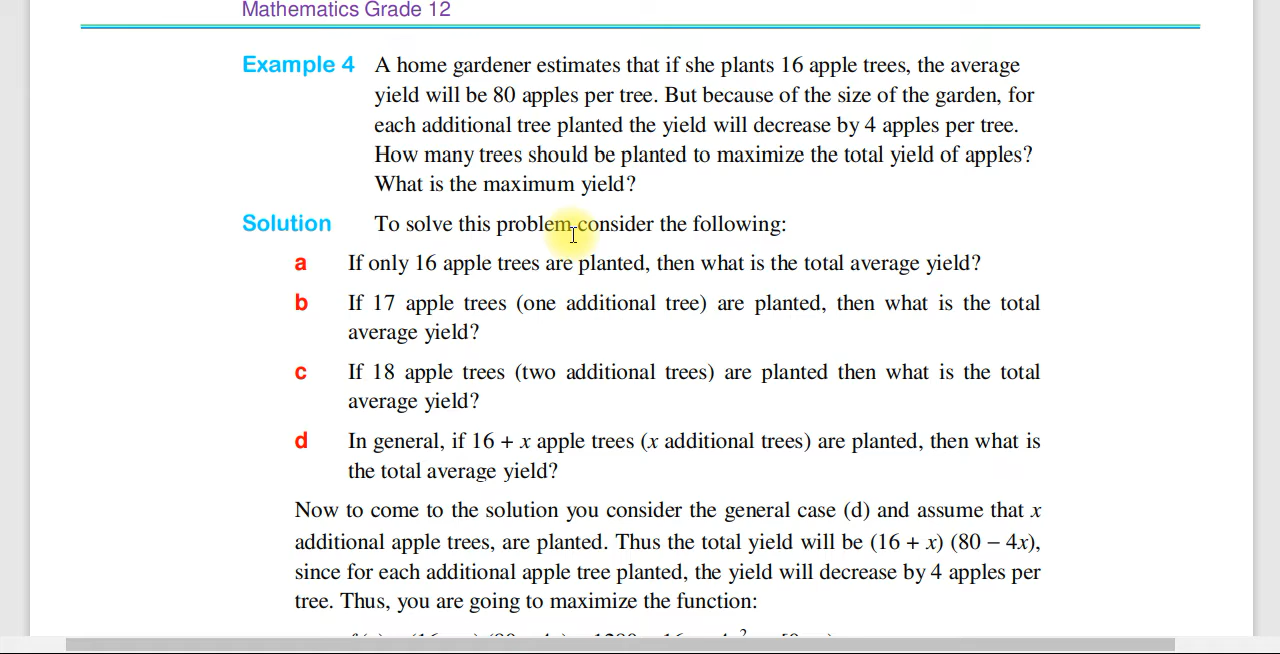 Mathematics Grade 12
Example 4 A home gardener estimates that if she plants 16 apple trees, the average
yield will be 80 apples per tree. But because of the size of the garden, for
each additional tree planted the yield will decrease by 4 apples per tree.
How many trees should be planted to maximize the total yield of apples?
What is the maximum yield?
Solution To solve this problem consider the following:
a If only 16 apple trees are planted, then what is the total average yield?
b If 17 apple trees (one additional tree) are planted, then what is the total
average yield?
c If 18 apple trees (two additional trees) are planted then what is the total
average yield?
d In general, if 16 + x apple trees (x additional trees) are planted, then what is
the total average yield?
Now to come to the solution you consider the general case (d) and assume that x
additional apple trees, are planted. Thus the total yield will be (16 + x) (80 – 4x),
since for each additional apple tree planted, the yield will decrease by 4 apples per
tree. Thus, you are going to maximize the function: